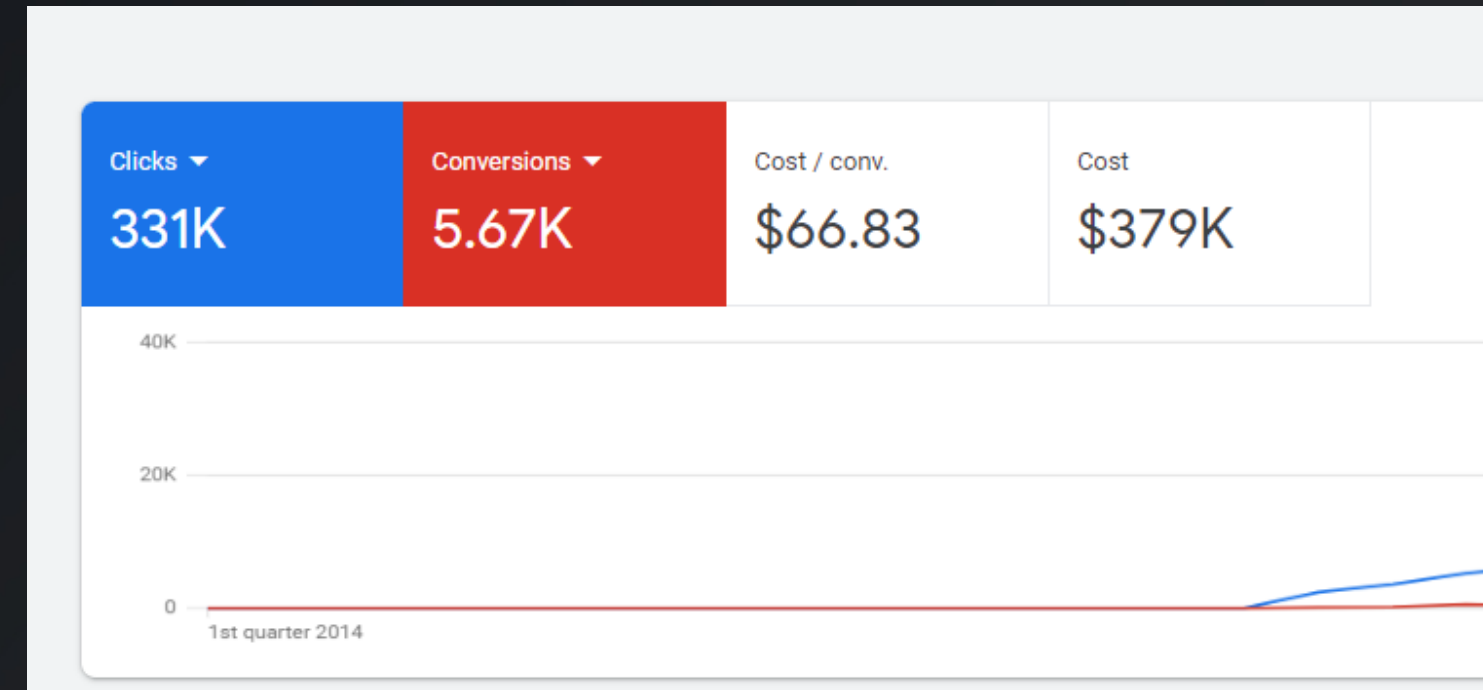 Clicks
Conversions
Cost / conv.
Cost
331K
5.67K
$66.83
$379K
40K
20K
0
1st quarter 2014